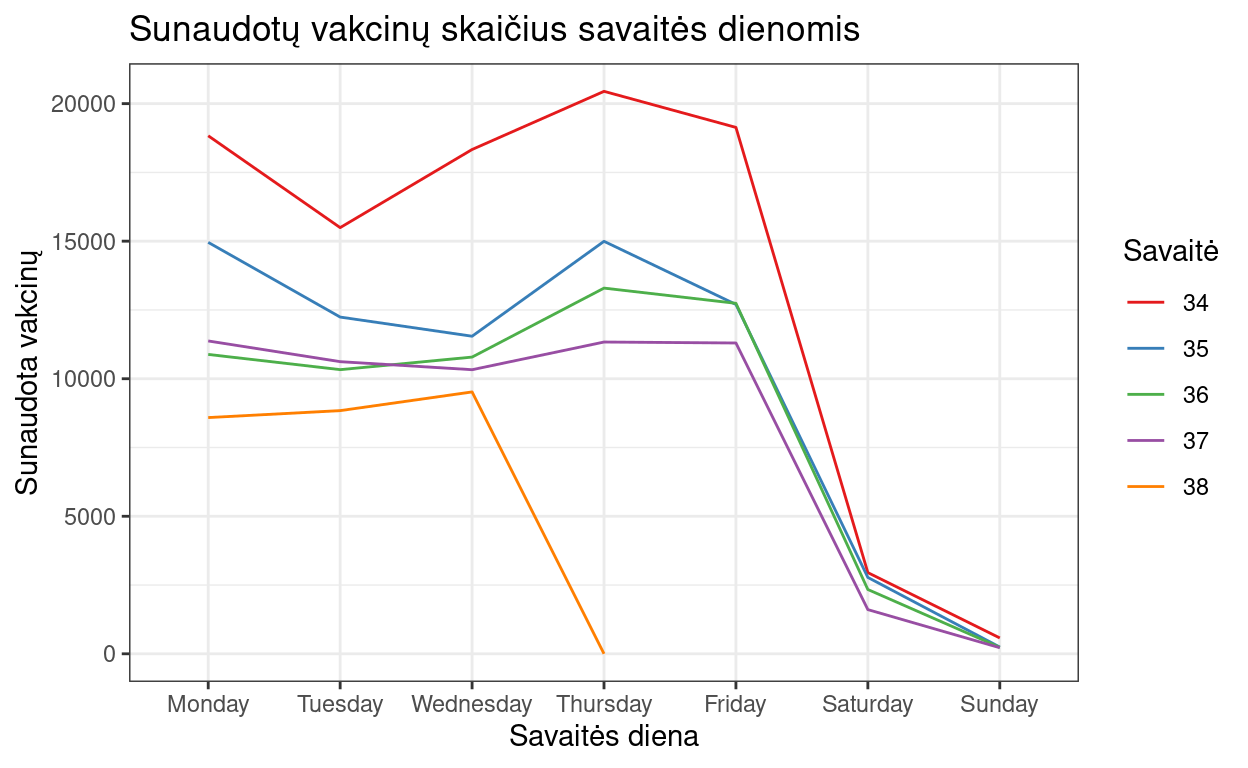 Sunaudotų vakcinų skaičius savaitės dienomis
Sunaudota vakcinų
20000
15000
10000
5000
0
Monday Tuesday Wednesday Thursday Friday Saturday Sunday
Savaitės diena
Savaitė
34
35
36
37
38